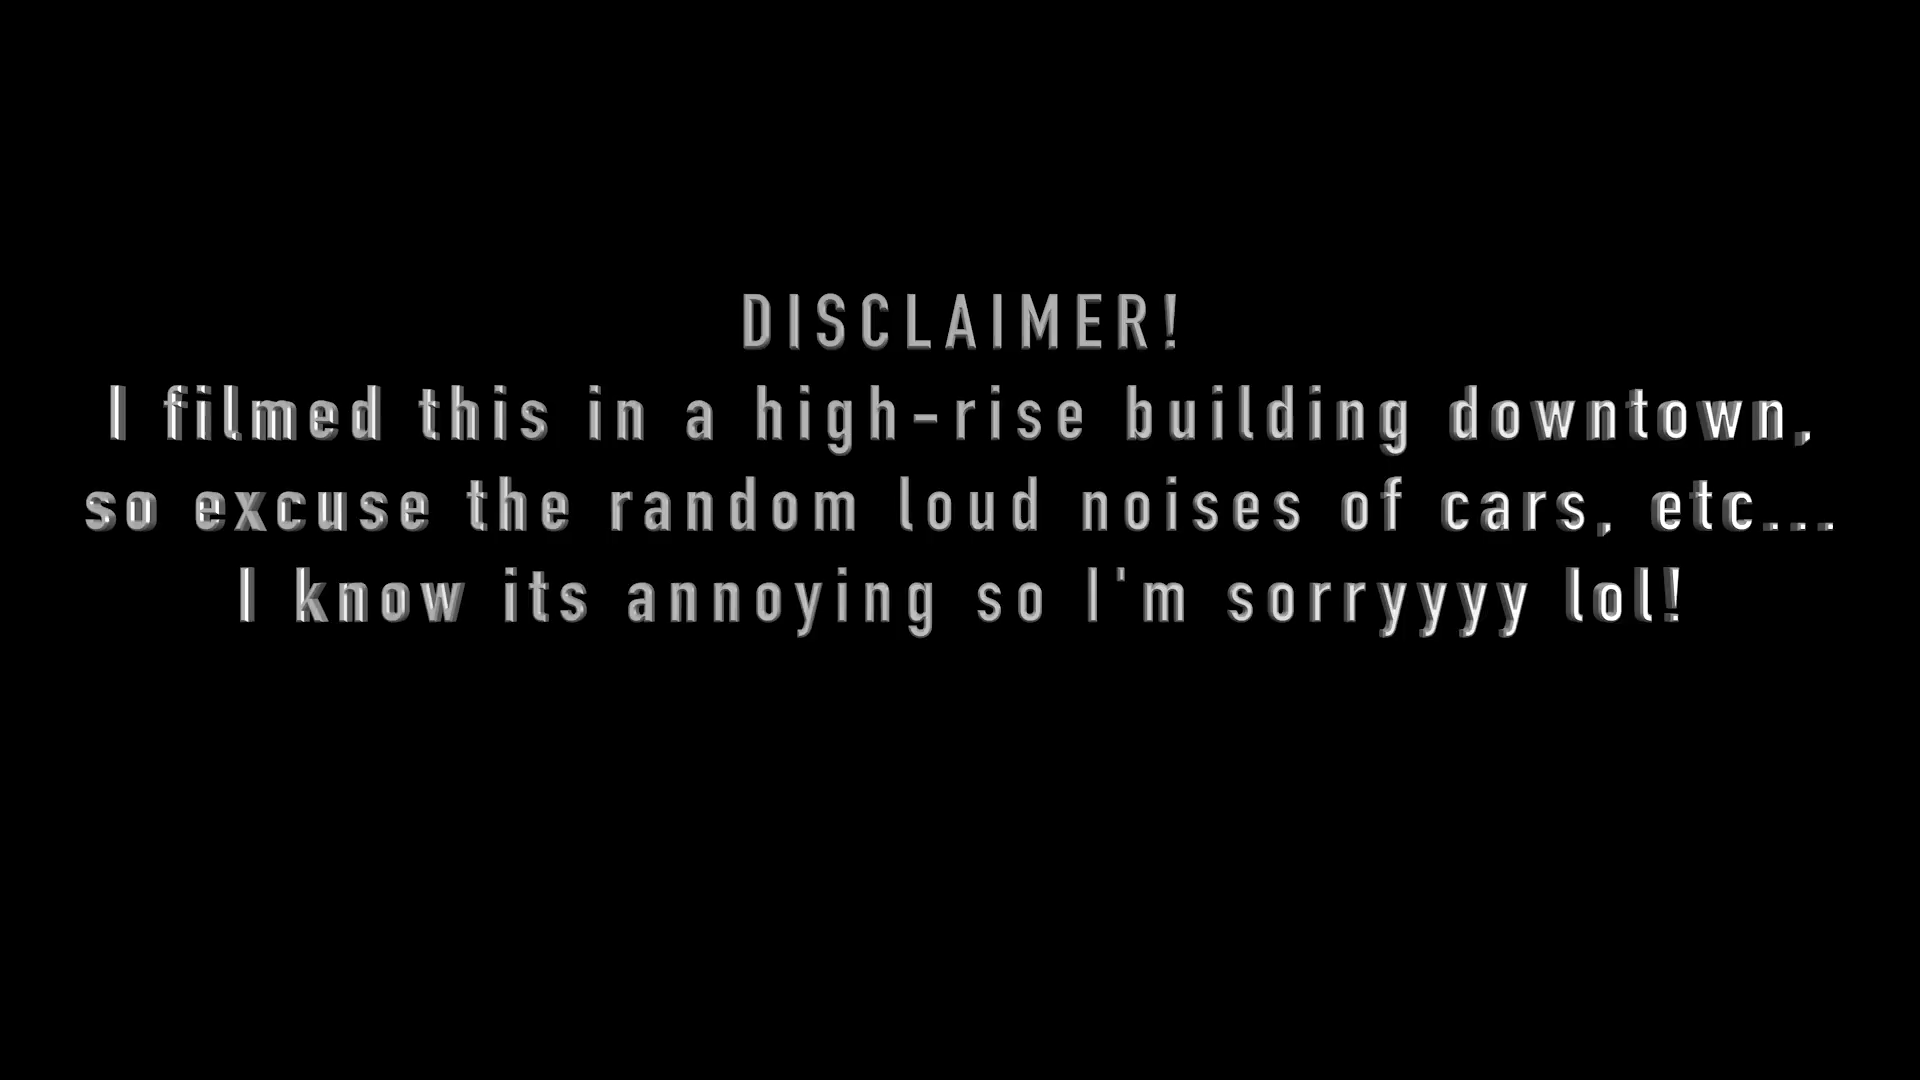 DISCLAIMER!
I filmed this in a high-rise building downtown,
so excuse the random loud noises of cars, etc...
I know its annoying so I'm sorryyyy lol!